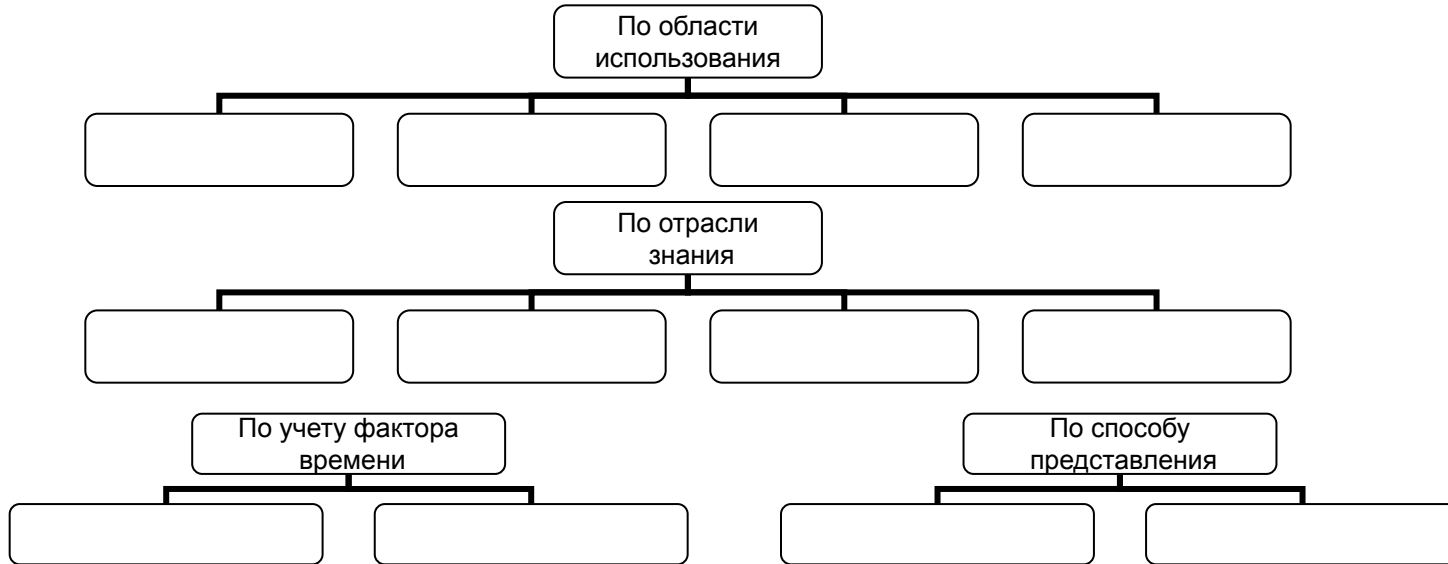 По области
использования
По отрасли
знания
По учету фактора
времени
По способу
представления